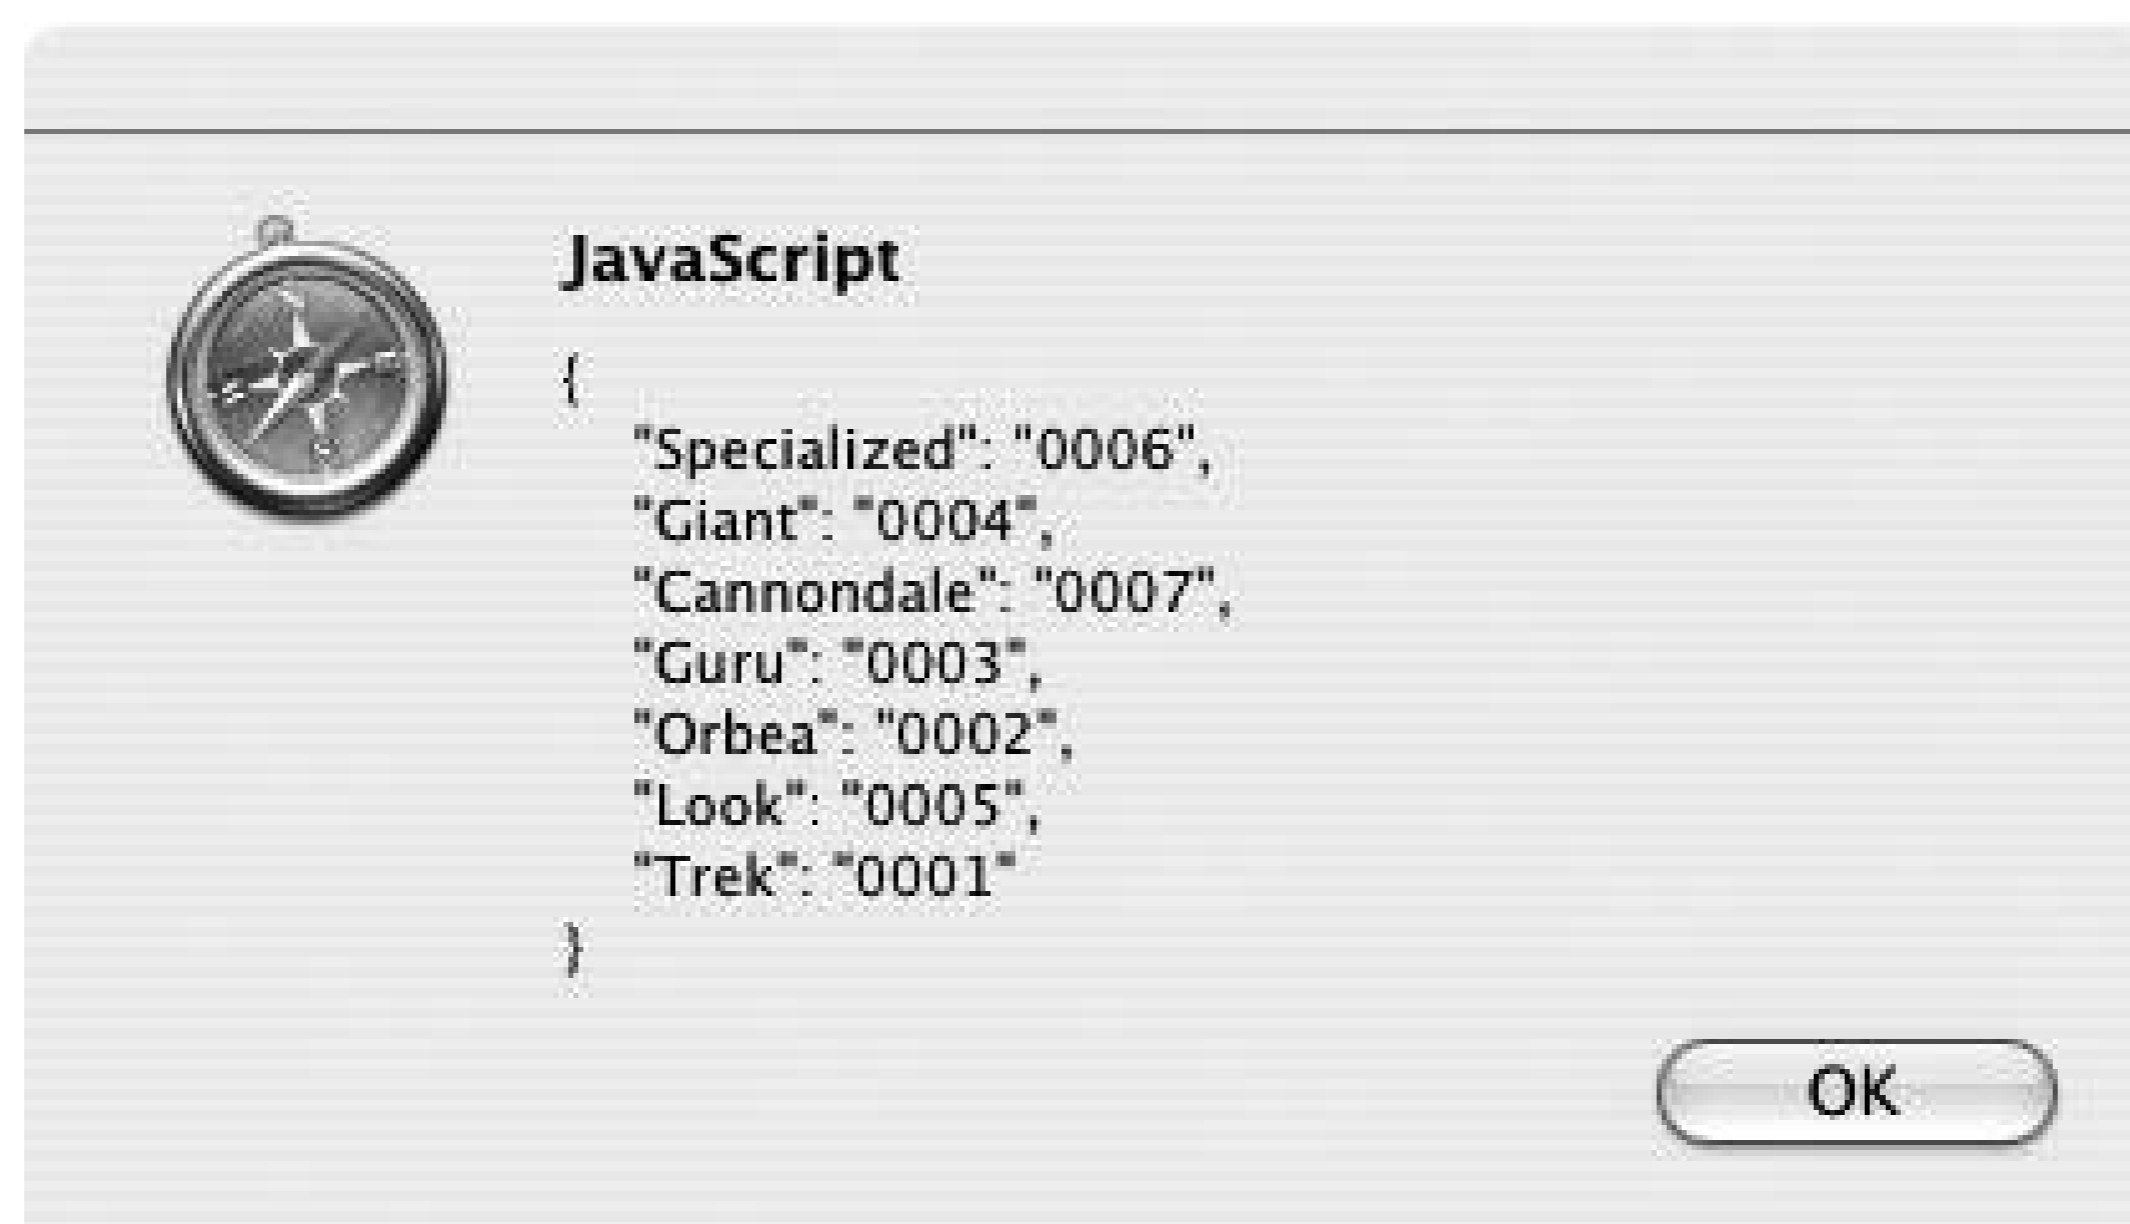 JavaScript
{
"Specialized": "0006",
"Giant": "0004",
"Cannondale": "0007",
"Guru": "0003",
"Orbea": "0002",
"Look": "0005",
"Trek": "0001"
}
OK